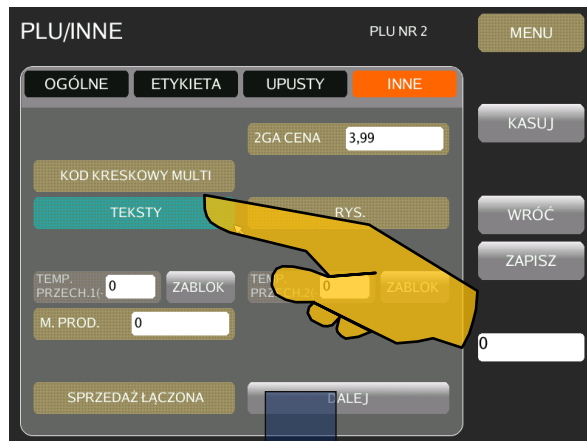 PLU/INNE PLU NR 2 MENU
OGÓLNE ETYKIETA UPUSTY INNE
KASUJ
2GA CENA 3,99
KOD KRESKOWY MULTI
TEKSTY RYS. WRÓĆ
ZAPISZ
TEMP. 0 ZABLOK TEMP. 0 ZABLOK
PRZECH.1(- PRZECH.2(
M. PROD. 0
0
SPRZEDAŻ ŁĄCZONA DALEJ